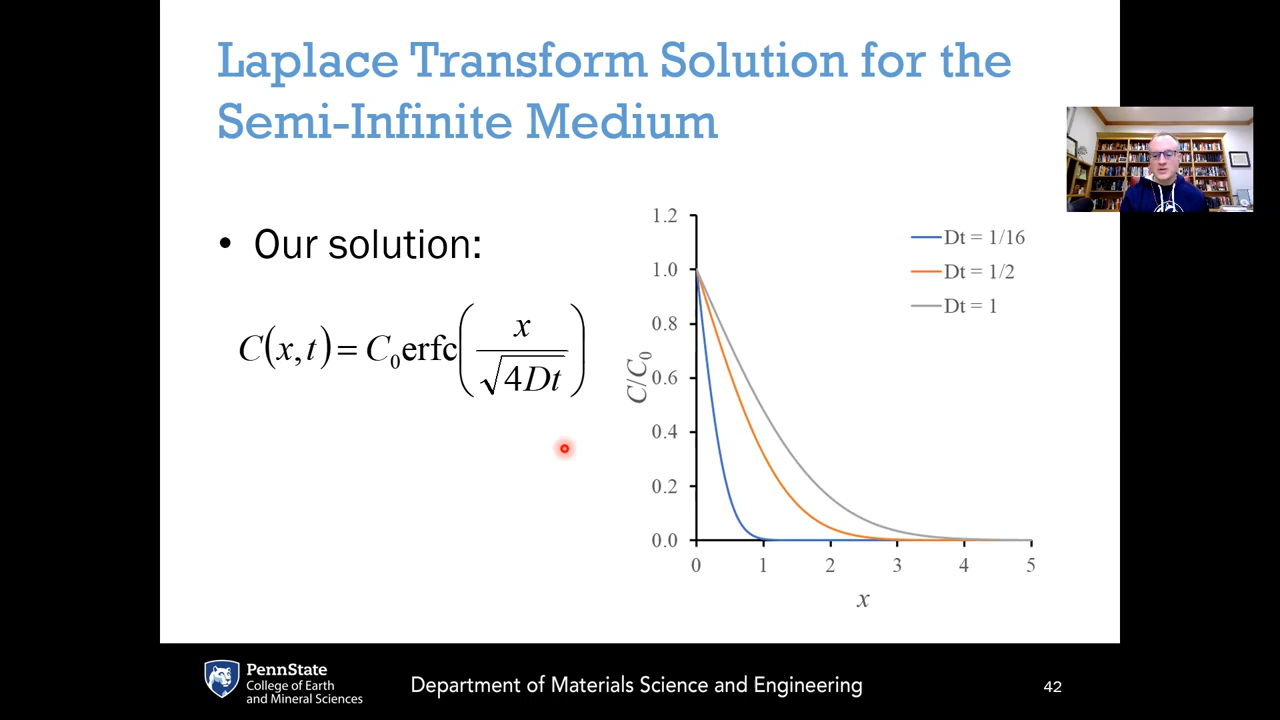 Laplace Transform Solution for the
Semi-Infinite Medium
• Our solution:
C(x,t) = C₀erfc(x/√4Dt)
1.2
1.0
0.8
0.6
0.4
0.2
0.0
C/C₀
0 1 2 3 4 5
x
Dt = 1/16
Dt = 1/2
Dt = 1
PennState
College of Earth
and Mineral Sciences
Department of Materials Science and Engineering
42